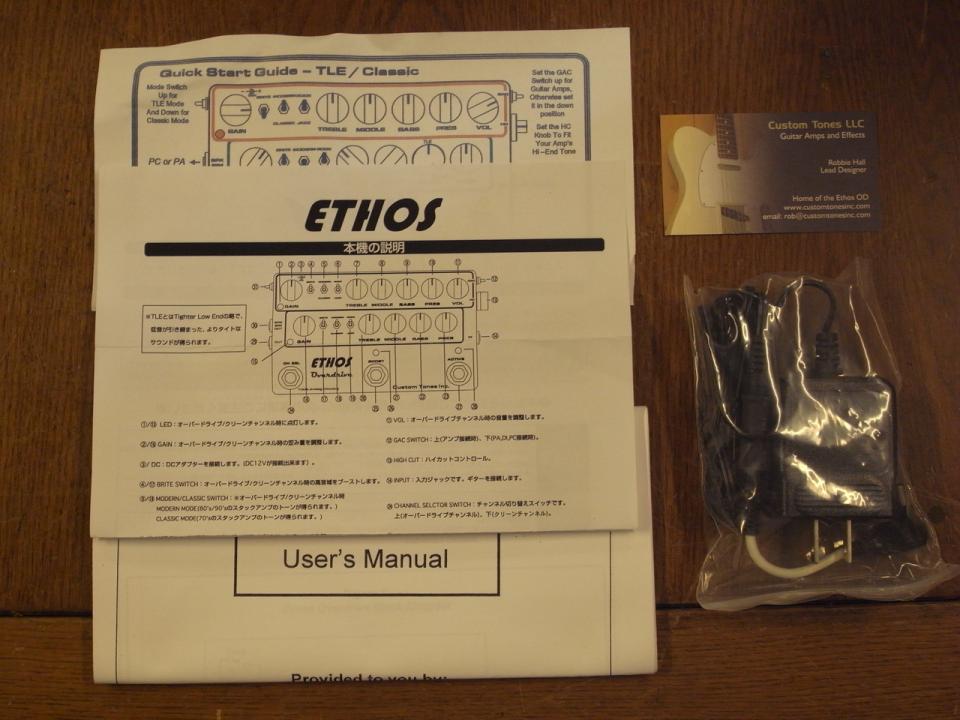 Quick Start Guide - TLE / Classic
Mode Switch
Up for
TLE Mode
And Down for
Classic Mode
GAIN
CLASSIC JAZZ
TREBLE MIDDLE BASS PRES VOL
Set the GAC
Switch up for
Guitar Amps,
Otherwise set
it in the down
position
Set the HC
Knob To Fit
Your Amp's
Hi-End Tone
PC or PA
ETHOS
本機の説明
※TLEとはTighter Low Endの略で、
低音が引き締まった、よりタイトな
サウンドが得られます。
① ② ③ ④ ⑤ ⑥ ⑦ ⑧ ⑨ ⑩ ⑪
GAIN TREBLE MIDDLE BASS PRES VOL
GAIN TREBLE MIDDLE BASS PRES
ETHOS
Overdrive
BOOST
ACTIVE
Custom Tones Inc.
①/⑮ LED：オーバードライブ/クリーンチャンネル時に点灯します。
②/⑯ GAIN：オーバードライブ/クリーンチャンネル時の歪み量を調整します。
③/ DC：DCアダプターを接続します。(DC12Vが接続出来ます）。
④/⑰ BRITE SWITCH：オーバードライブ/クリーンチャンネル時の高音域をブーストします。
⑤/⑱ MODERN/CLASSIC SWITCH：※オーバードライブ/クリーンチャンネル時
MODERN MODE(80's/90'sのスタックアンプのトーンが得られます。)
CLASSIC MODE(70'sのスタックアンプのトーンが得られます。)
⑪ VOL：オーバードライブチャンネル時の音量を調整します。
⑫ GAC SWITCH：上(アンプ接続時)、下(PA,DI,PC接続時)。
⑬ HIGH CUT：ハイカットコントロール。
⑭ INPUT：入力ジャックです。ギターを接続します。
㉔ CHANNEL SELCTOR SWITCH：チャンネル切り替えスイッチです。
上(オーバードライブチャンネル)、下(クリーンチャンネル)。
User's Manual
Provided to you by:
Custom Tones LLC
Guitar Amps and Effects
Robbie Hall
Lead Designer
Home of the Ethos OD
www.customtonesinc.com
email: rob@customtonesinc.com